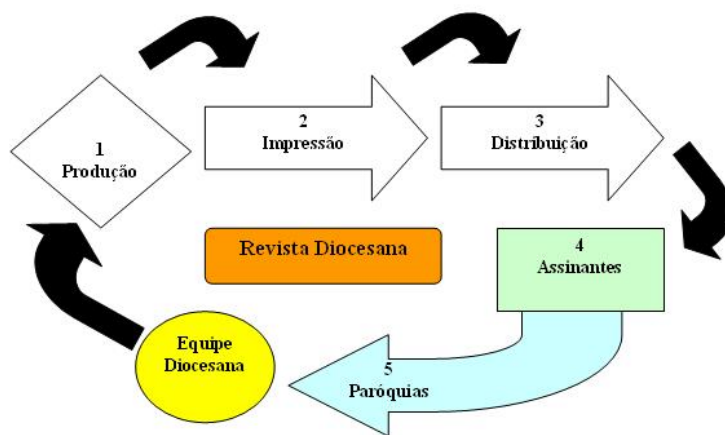 1
Produção
2
Impressão
3
Distribuição
Revista Diocesana
4
Assinantes
Equipe
Diocesana
5
Paróquias